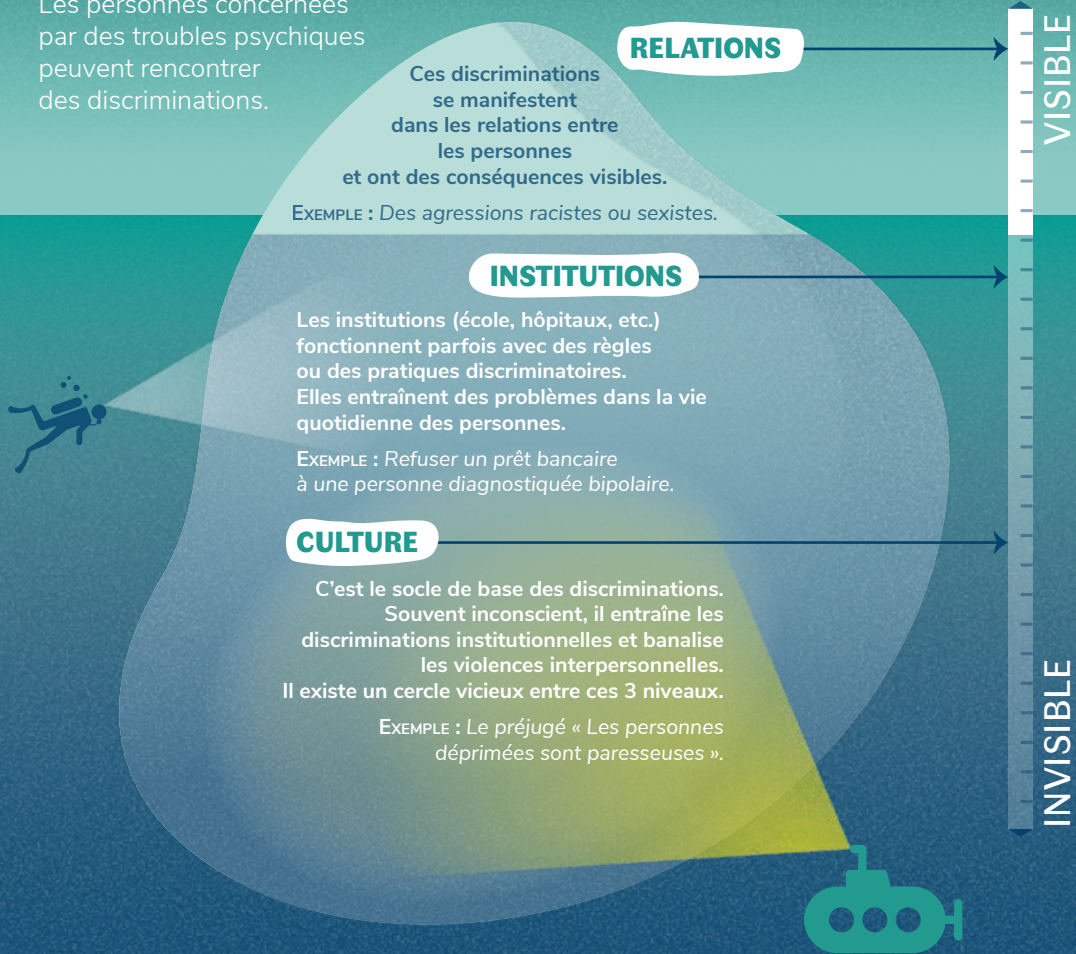 Les personnes concernées
par des troubles psychiques
peuvent rencontrer
des discriminations.
RELATIONS
Ces discriminations
se manifestent
dans les relations entre
les personnes
et ont des conséquences visibles.
EXEMPLE : Des agressions racistes ou sexistes.
INSTITUTIONS
Les institutions (école, hôpitaux, etc.)
fonctionnent parfois avec des règles
ou des pratiques discriminatoires.
Elles entraînent des problèmes dans la vie
quotidienne des personnes.
EXEMPLE : Refuser un prêt bancaire
à une personne diagnostiquée bipolaire.
CULTURE
C’est le socle de base des discriminations.
Souvent inconscient, il entraîne les
discriminations institutionnelles et banalise
les violences interpersonnelles.
Il existe un cercle vicieux entre ces 3 niveaux.
EXEMPLE : Le préjugé « Les personnes
déprimées sont paresseuses ».
VISIBLE
INVISIBLE